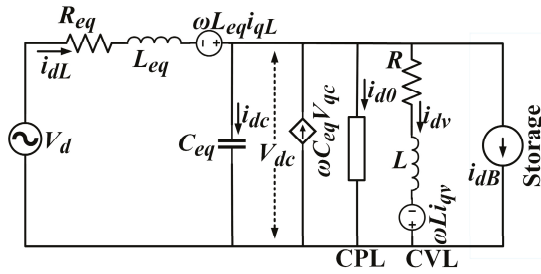 R_eq
ωL_eq i_qL
i_dL
L_eq
R
i_d0
i_dc
i_dv
V_d
C_eq
V_dc
ωC_eq V_qc
L
i_dB
Storage
ωLi_qv
CPL
CVL